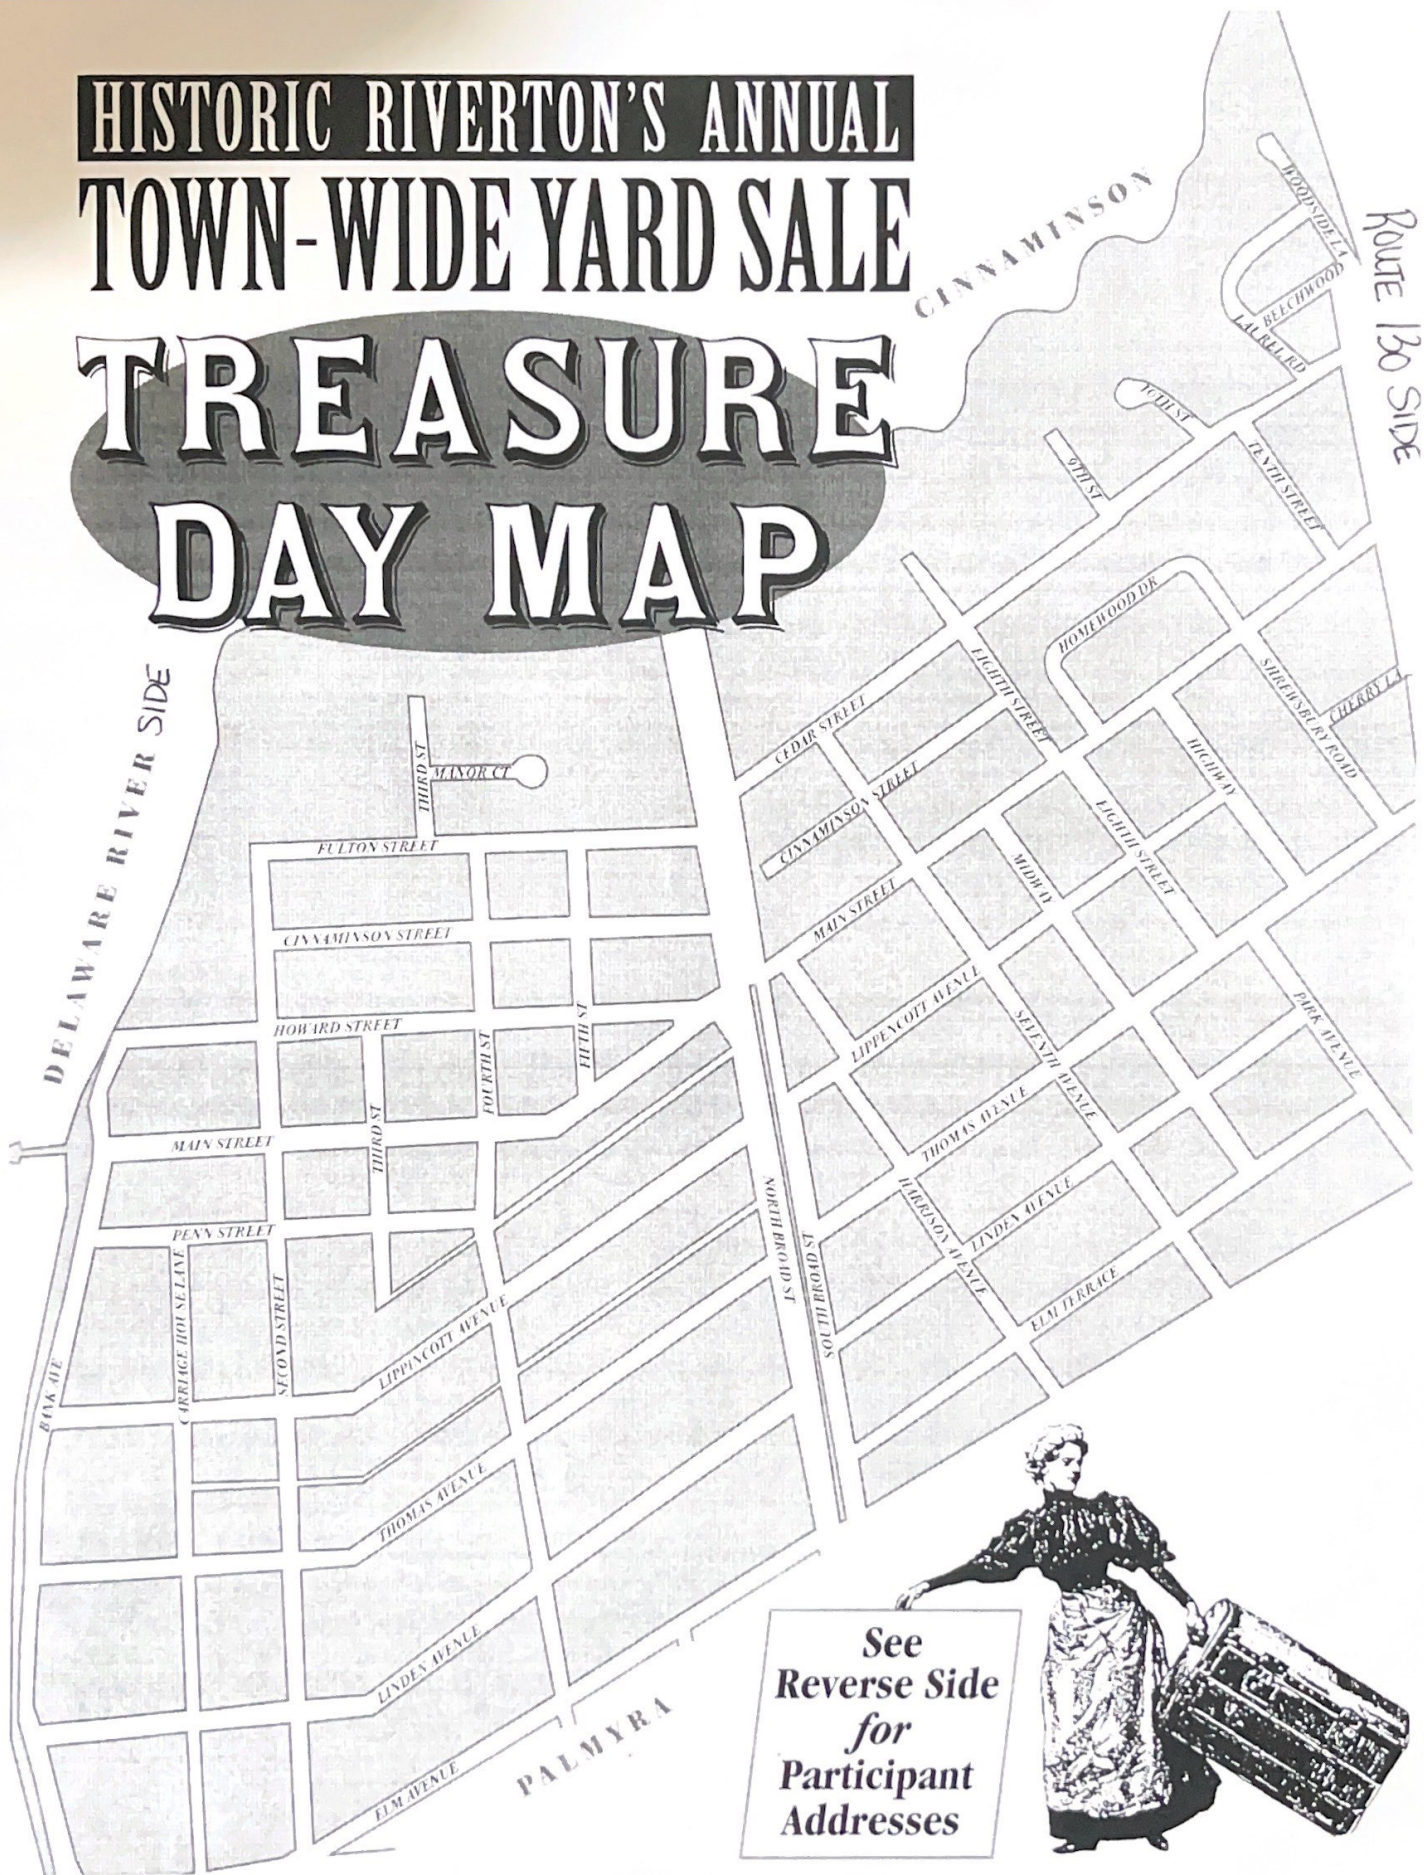 HISTORIC RIVERTON'S ANNUAL
TOWN-WIDE YARD SALE
TREASURE
DAY MAP
CINNAMINSON
ROUTE 130 SIDE
DELAWARE RIVER SIDE
WOODSIDE LA
BEECHWOOD
LAUREL RD
10TH ST
9TH ST
TENTH STREET
HOMEWOOD DR
EIGHTH STREET
SHREWSBURY ROAD
CHERRY LA
CEDAR STREET
HIGHWAY
CINNAMINSON STREET
EIGHTH STREET
MIDWAY
MAIN STREET
THIRD ST
MANOR CT
FULTON STREET
CINNAMINSON STREET
LIPPENCOTT AVENUE
PARK AVENUE
SEVENTH AVENUE
HOWARD STREET
FOURTH ST
FIFTH ST
THOMAS AVENUE
MAIN STREET
THIRD ST
HARRISON AVENUE
LINDEN AVENUE
NORTH BROAD ST
SOUTH BROAD ST
PENN STREET
CARRIAGE HOUSE LANE
SECOND STREET
LIPPINCOTT AVENUE
ELM TERRACE
BANK AVE
THOMAS AVENUE
LINDEN AVENUE
ELM AVENUE
PALMYRA
See
Reverse Side
for
Participant
Addresses